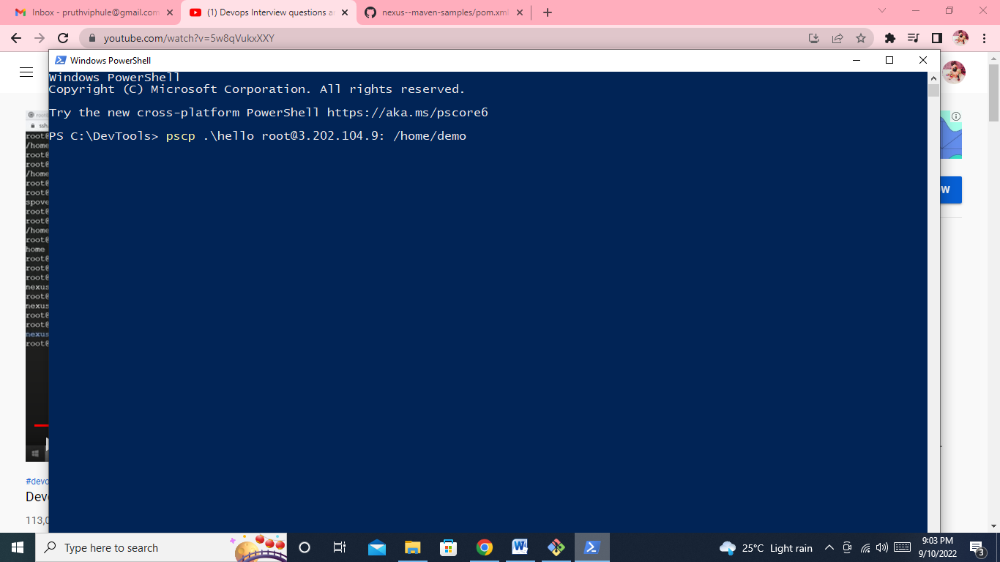 Inbox - pruthviphule@gmail.com
(1) Devops Interview questions a
nexus--maven-samples/pom.xml
youtube.com/watch?v=5w8qVukxXXY
Windows PowerShell
Windows PowerShell
Copyright (C) Microsoft Corporation. All rights reserved.
Try the new cross-platform PowerShell https://aka.ms/pscore6
PS C:\DevTools> pscp .\hello root@3.202.104.9: /home/demo
ssh.
root@
/home
root@
root@
/home
root@
root@
spove
root@
root@
/home
root@
home
root@
root@
root@
nexus
root@
nexus
root@
root@
nexus
root@
W
#devo
Devo
113,0
Type here to search
25°C Light rain
9:03 PM
9/10/2022
3